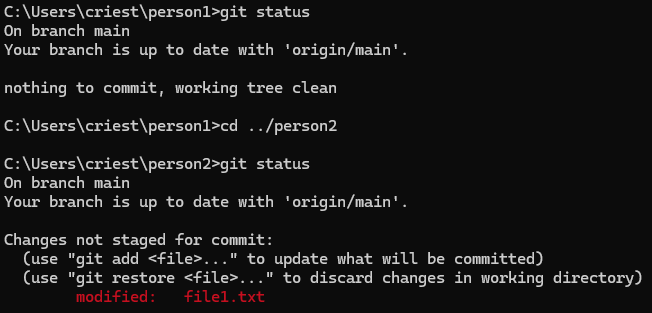 C:\Users\criest\person1>git status
On branch main
Your branch is up to date with 'origin/main'.
nothing to commit, working tree clean
C:\Users\criest\person1>cd ../person2
C:\Users\criest\person2>git status
On branch main
Your branch is up to date with 'origin/main'.
Changes not staged for commit:
  (use "git add <file>..." to update what will be committed)
  (use "git restore <file>..." to discard changes in working directory)
        modified:   file1.txt